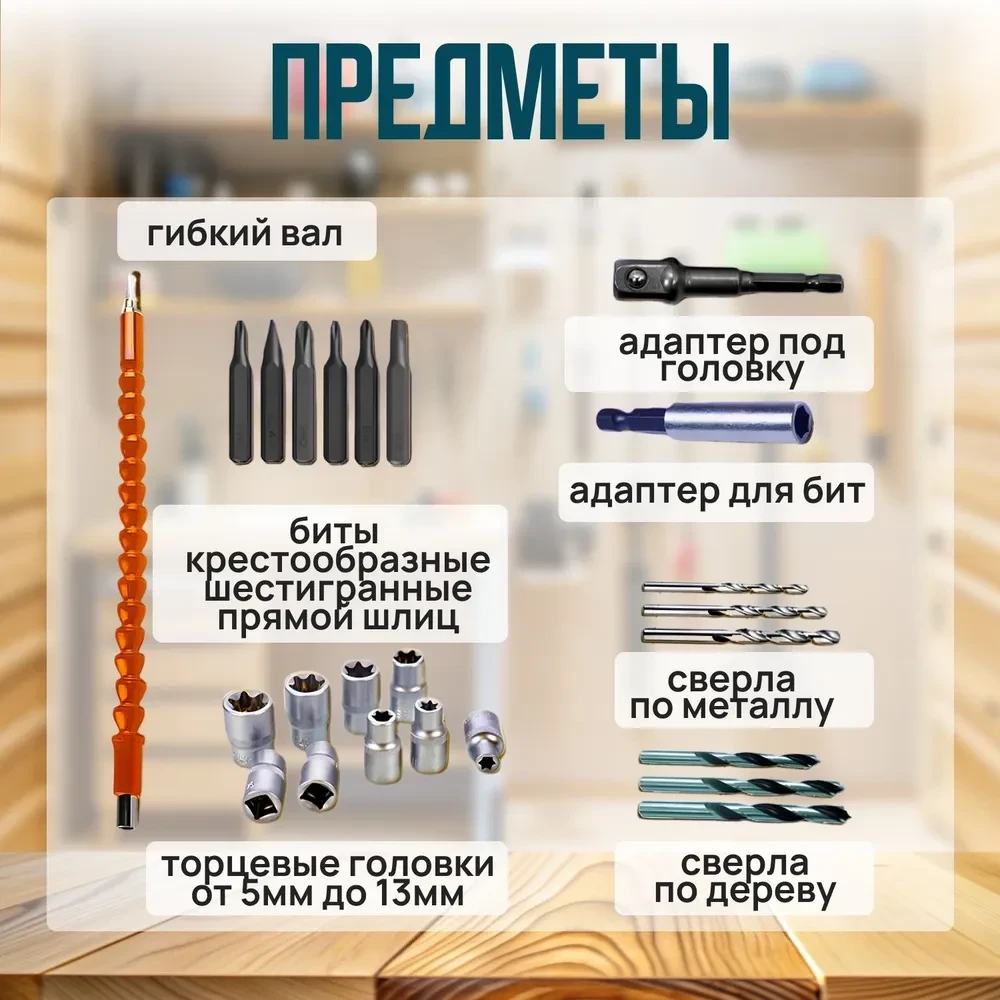 ПРЕДМЕТЫ
гибкий вал
биты
крестообразные
шестигранные
прямой шлиц
торцевые головки
от 5мм до 13мм
адаптер под
головку
адаптер для бит
сверла
по металлу
сверла
по дереву